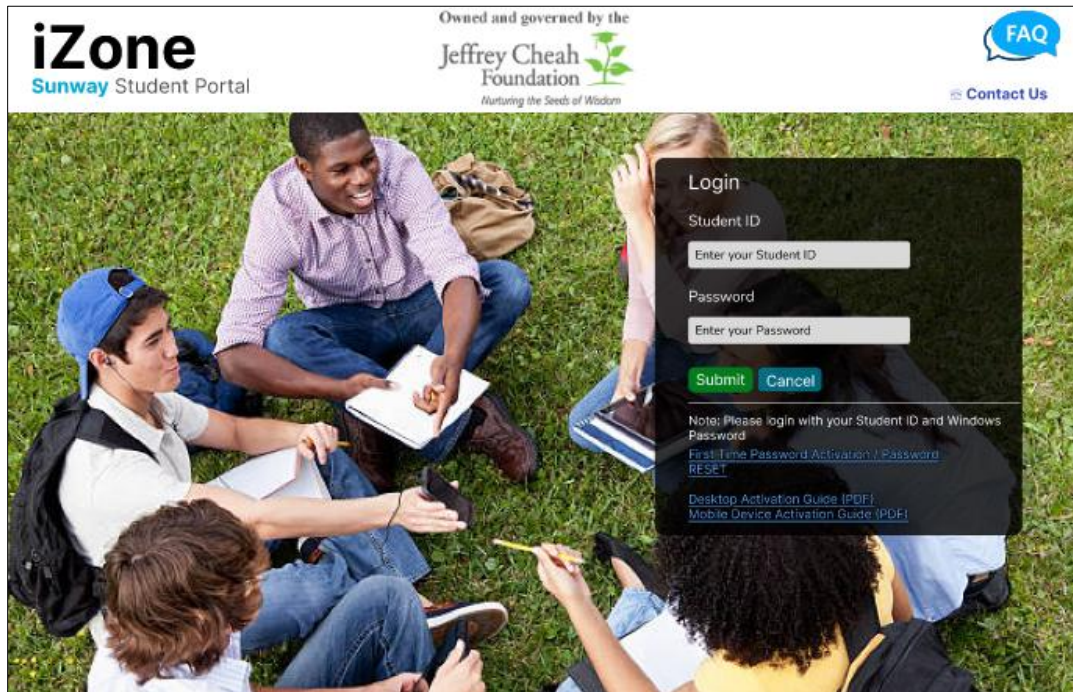 iZone
Sunway Student Portal
Owned and governed by the
Jeffrey Cheah
Foundation
Nurturing the Seeds of Wisdom
FAQ
Contact Us
Login
Student ID
Enter your Student ID
Password
Enter your Password
Submit Cancel
Note: Please login with your Student ID and Windows
Password
First Time Password Activation / Password
RESET
Desktop Activation Guide (PDF)
Mobile Device Activation Guide (PDF)